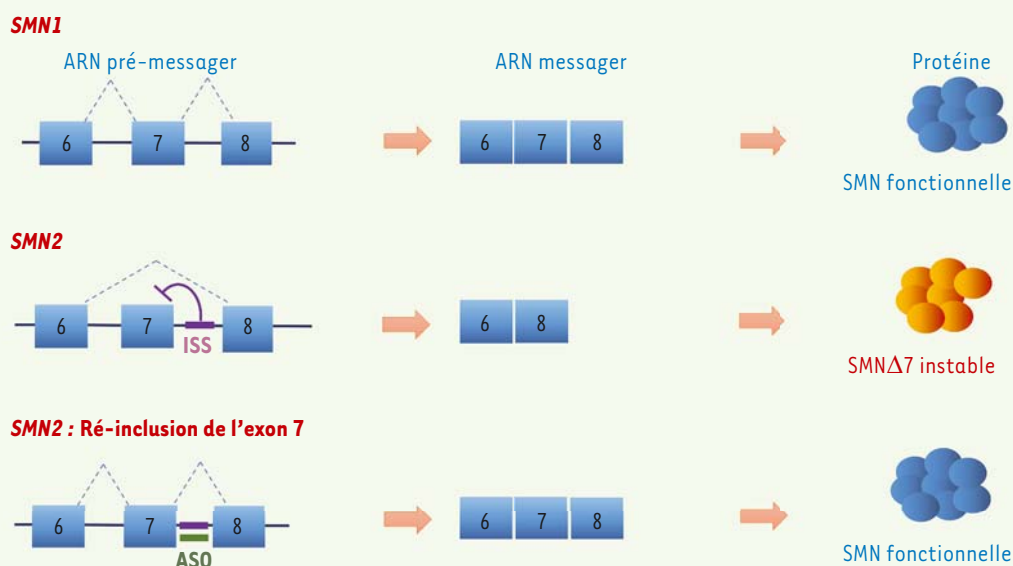 SMN1
ARN pré-messager ARN messager Protéine
6 7 8 6 7 8
SMN fonctionnelle
SMN2
6 7 8 6 8
ISS
SMNΔ7 instable
SMN2 : Ré-inclusion de l'exon 7
6 7 8 6 7 8
ASO
SMN fonctionnelle